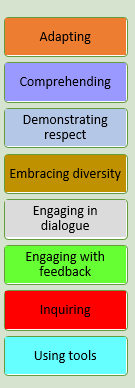 Adapting
Comprehending
Demonstrating
respect
Embracing diversity
Engaging in
dialogue
Engaging with
feedback
Inquiring
Using tools